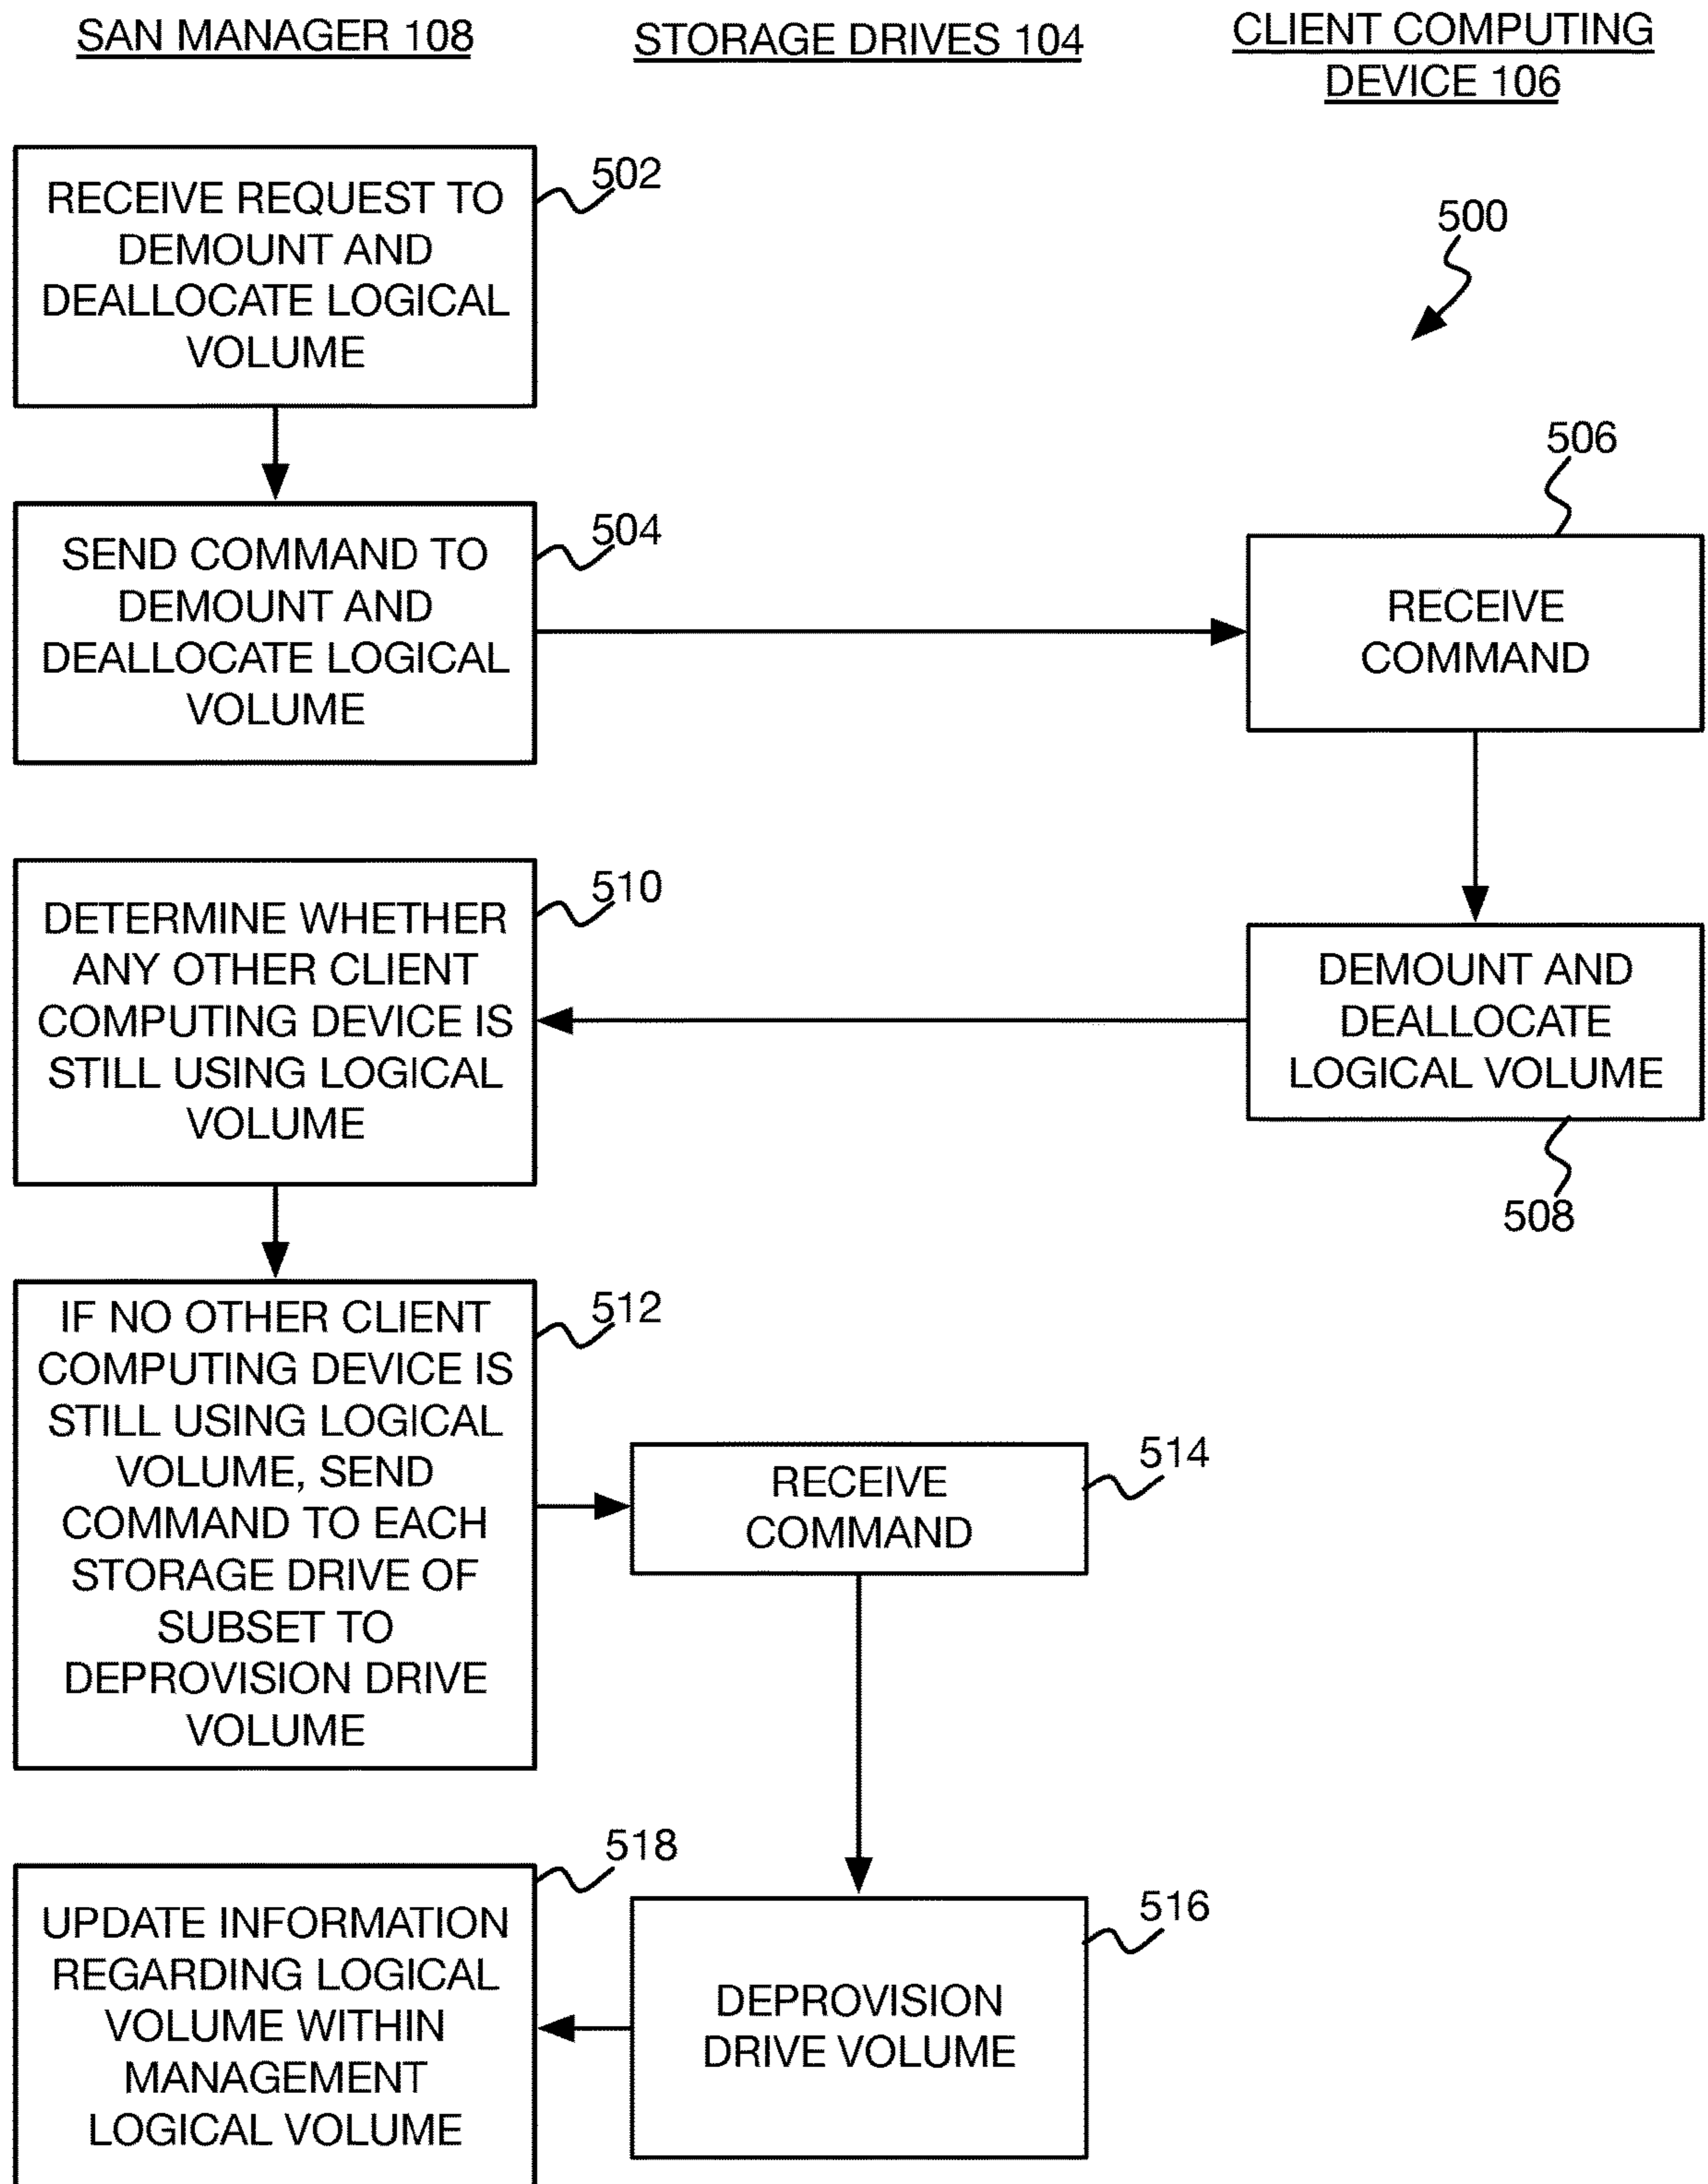 SAN MANAGER 108
STORAGE DRIVES 104
CLIENT COMPUTING
DEVICE 106
500
RECEIVE REQUEST TO
DEMOUNT AND
DEALLOCATE LOGICAL
VOLUME
502
SEND COMMAND TO
DEMOUNT AND
DEALLOCATE LOGICAL
VOLUME
504
506
RECEIVE
COMMAND
DEMOUNT AND
DEALLOCATE
LOGICAL VOLUME
508
DETERMINE WHETHER
ANY OTHER CLIENT
COMPUTING DEVICE IS
STILL USING LOGICAL
VOLUME
510
IF NO OTHER CLIENT
COMPUTING DEVICE IS
STILL USING LOGICAL
VOLUME, SEND
COMMAND TO EACH
STORAGE DRIVE OF
SUBSET TO
DEPROVISION DRIVE
VOLUME
512
RECEIVE
COMMAND
514
DEPROVISION
DRIVE VOLUME
516
UPDATE INFORMATION
REGARDING LOGICAL
VOLUME WITHIN
MANAGEMENT
LOGICAL VOLUME
518